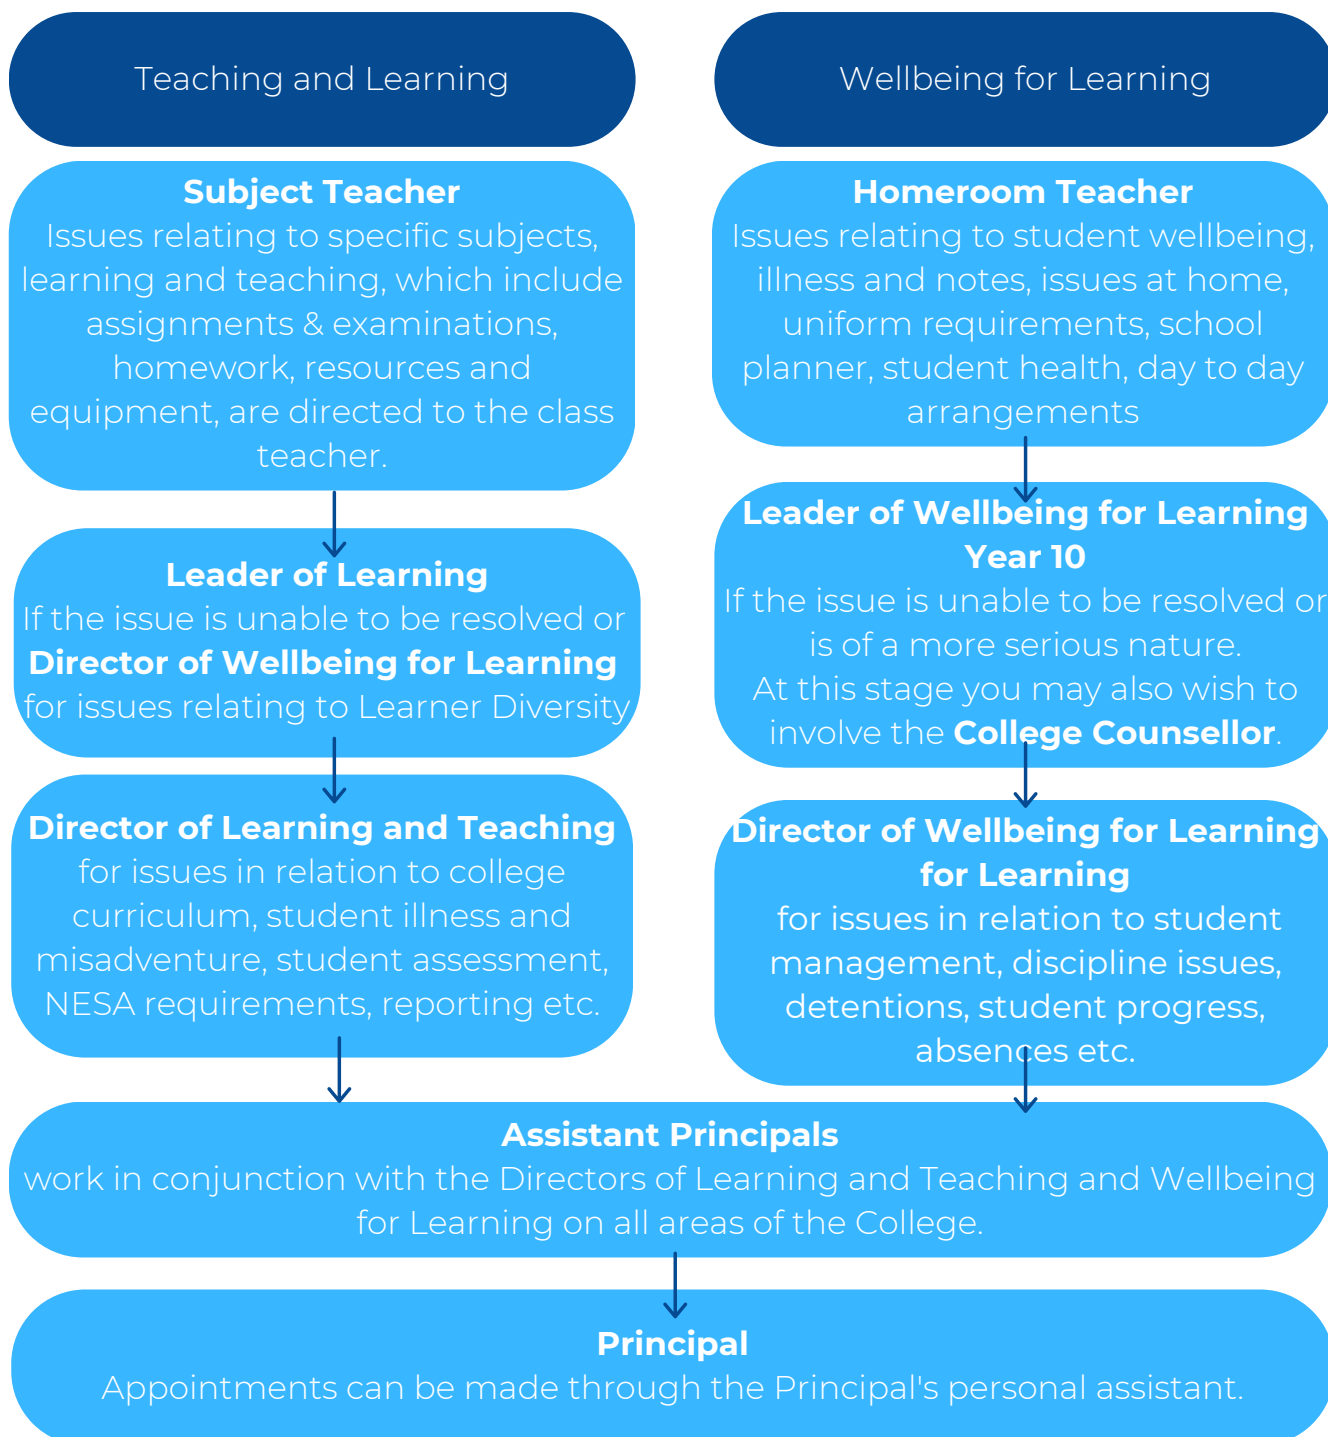 Teaching and Learning
Subject Teacher
Issues relating to specific subjects,
learning and teaching, which include
assignments & examinations,
homework, resources and
equipment, are directed to the class
teacher.
Leader of Learning
If the issue is unable to be resolved or
Director of Wellbeing for Learning
for issues relating to Learner Diversity
Director of Learning and Teaching
for issues in relation to college
curriculum, student illness and
misadventure, student assessment,
NESA requirements, reporting etc.
Wellbeing for Learning
Homeroom Teacher
Issues relating to student wellbeing,
illness and notes, issues at home,
uniform requirements, school
planner, student health, day to day
arrangements
Leader of Wellbeing for Learning
Year 10
If the issue is unable to be resolved or
is of a more serious nature.
At this stage you may also wish to
involve the College Counsellor.
Director of Wellbeing for Learning
for Learning
for issues in relation to student
management, discipline issues,
detentions, student progress,
absences etc.
Assistant Principals
work in conjunction with the Directors of Learning and Teaching and Wellbeing
for Learning on all areas of the College.
Principal
Appointments can be made through the Principal's personal assistant.